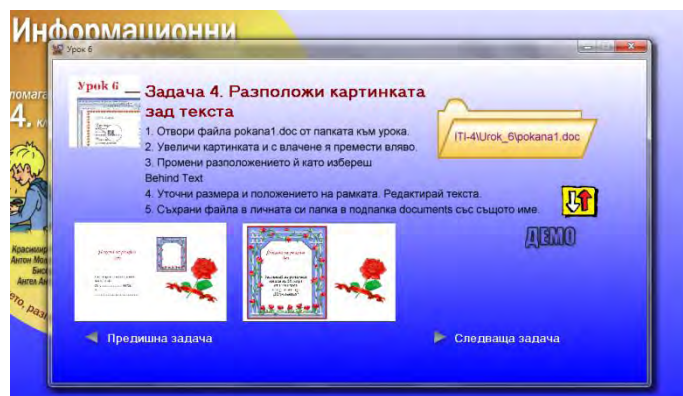 Информационни
Урок 6
Урок 6
Задача 4. Разположи картинката
зад текста
1. Отвори файла pokana1.doc от папката към урока.
2. Увеличи картинката и с влачене я премести вляво.
3. Промени разположението й като избереш
Behind Text
4. Уточни размера и положението на рамката. Редактирай текста.
5. Съхрани файла в личната си папка в подпапка documents със същото име.
ITI-4\Urok_6\pokana1.doc
ДЕМО
Предишна задача
Следваща задача